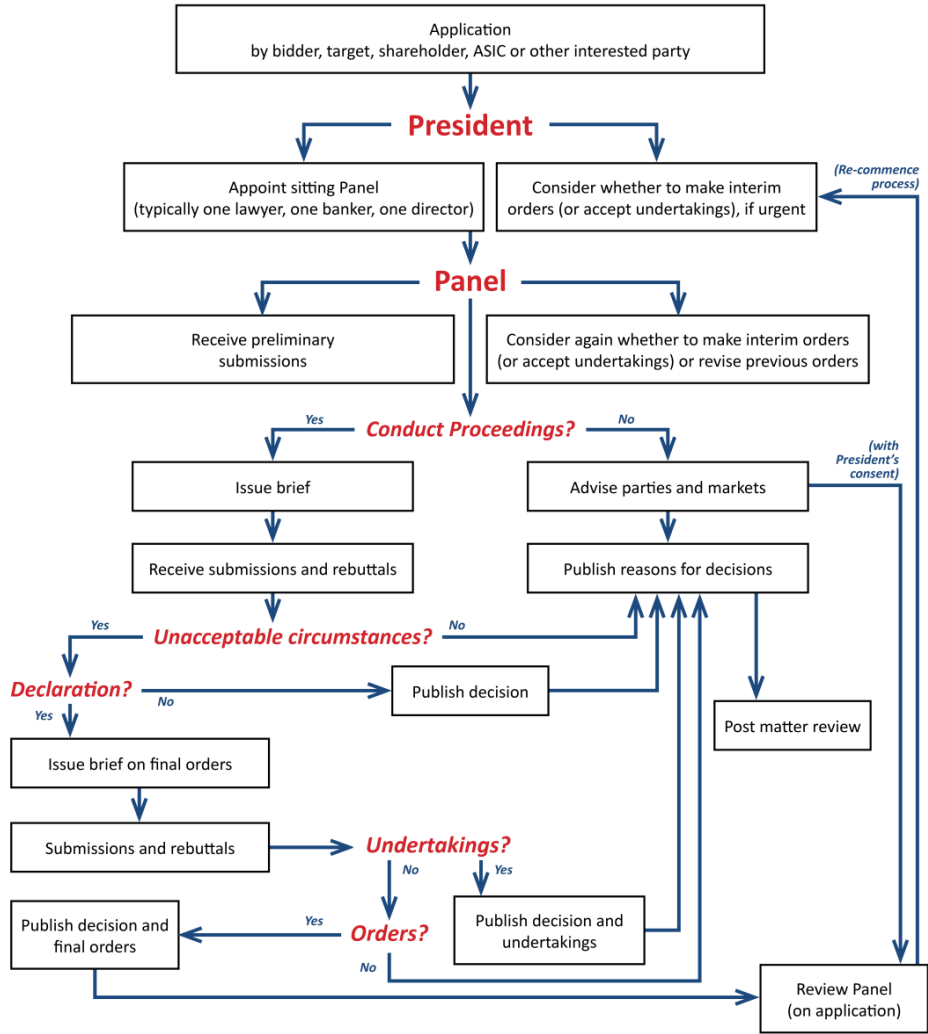 Application
by bidder, target, shareholder, ASIC or other interested party
President
Appoint sitting Panel
(typically one lawyer, one banker, one director)
Consider whether to make interim
orders (or accept undertakings), if urgent
(Re-commence
process)
Panel
Receive preliminary
submissions
Consider again whether to make interim orders
(or accept undertakings) or revise previous orders
Yes
Conduct Proceedings?
No
(with
President’s
consent)
Issue brief
Advise parties and markets
Receive submissions and rebuttals
Publish reasons for decisions
Yes
Unacceptable circumstances?
No
Declaration?
No
Publish decision
Yes
Post matter review
Issue brief on final orders
Submissions and rebuttals
Undertakings?
No
Yes
Publish decision and
final orders
Yes
Orders?
No
Publish decision and
undertakings
Review Panel
(on application)